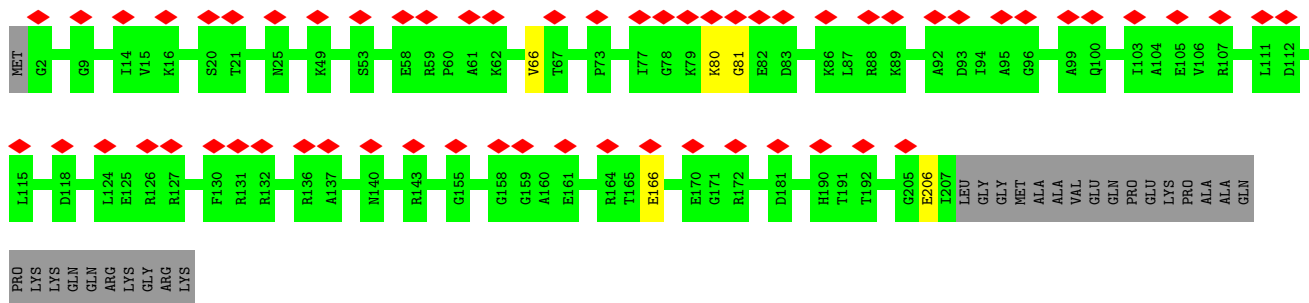 MET G2 G9 I14 V15 K16 S20 T21 N25 K49 S53 E58 R59 P60 A61 K62 V66 T67 P73 I77 G78 K79 K80 G81 E82 D83 K86 L87 R88 K89 A92 D93 I94 A95 G96 A99 Q100 I103 A104 E105 V106 R107 L111 D112
L115 D118 L124 E125 R126 R127 F130 R131 R132 R136 A137 N140 R143 G155 G158 G159 A160 E161 R164 T165 E166 E170 G171 R172 D181 H190 T191 T192 G205 E206 I207 LEU GLY GLY MET ALA ALA VAL GLU GLN PRO GLU LYS PRO ALA ALA GLN
PRO LYS LYS GLN GLN ARG LYS GLY ARG LYS